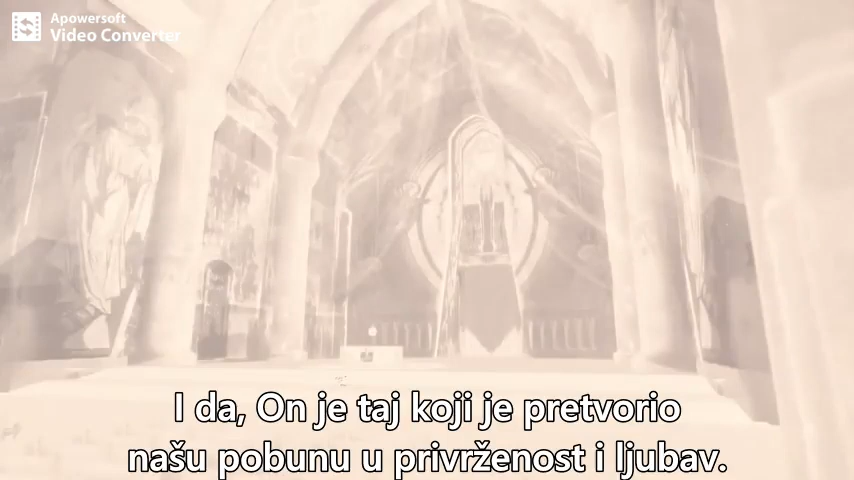 Apowersoft
Video Converter
I da, On je taj koji je pretvorio
našu pobunu u privrženost i ljubav.